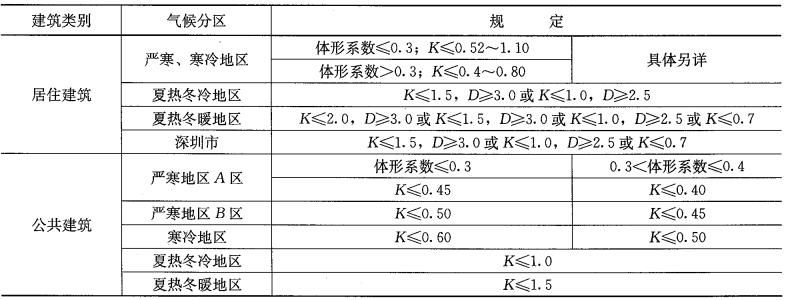 建筑类别 气候分区 规 定
居住建筑 严寒、寒冷地区 体形系数≤0.3；K≤0.52～1.10 具体另详
体形系数>0.3；K≤0.4～0.80
夏热冬冷地区 K≤1.5，D≥3.0或K≤1.0，D≥2.5
夏热冬暖地区 K≤2.0，D≥3.0或K≤1.5，D≥3.0或K≤1.0，D≥2.5或K≤0.7
深圳市 K≤1.5，D≥3.0或K≤1.0，D≥2.5或K≤0.7
公共建筑 严寒地区A区 体形系数≤0.3 0.3<体形系数≤0.4
K≤0.45 K≤0.40
严寒地区B区 K≤0.50 K≤0.45
寒冷地区 K≤0.60 K≤0.50
夏热冬冷地区 K≤1.0
夏热冬暖地区 K≤1.5